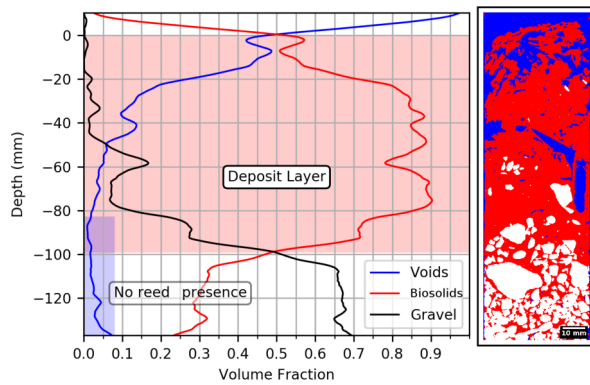 0
−20
−40
−60
−80
−100
−120
Depth (mm)
Deposit Layer
No reed presence
Voids
Biosolids
Gravel
0.0 0.1 0.2 0.3 0.4 0.5 0.6 0.7 0.8 0.9
Volume Fraction
10 mm